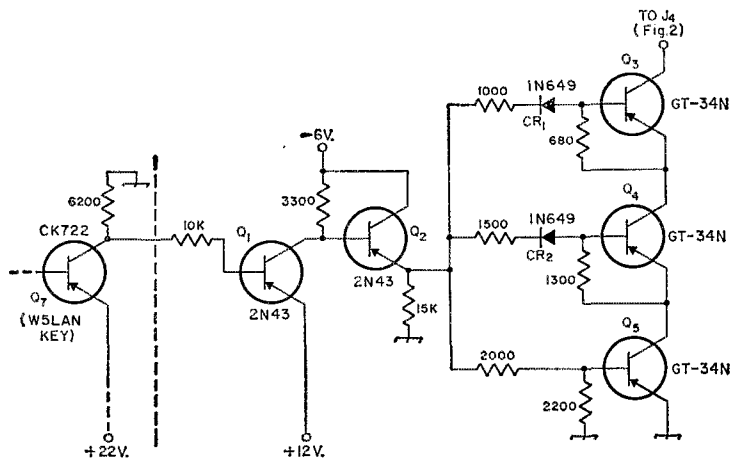 TO J4
(Fig.2)
Q3
1000
1N649
CR1
680
GT-34N
-6V.
6200
3300
CK722
10K
Q1
Q2
1500
1N649
CR2
1300
Q4
GT-34N
Q7
(W5LAN
KEY)
2N43
2N43
15K
Q5
2000
2200
GT-34N
+22V.
+12V.